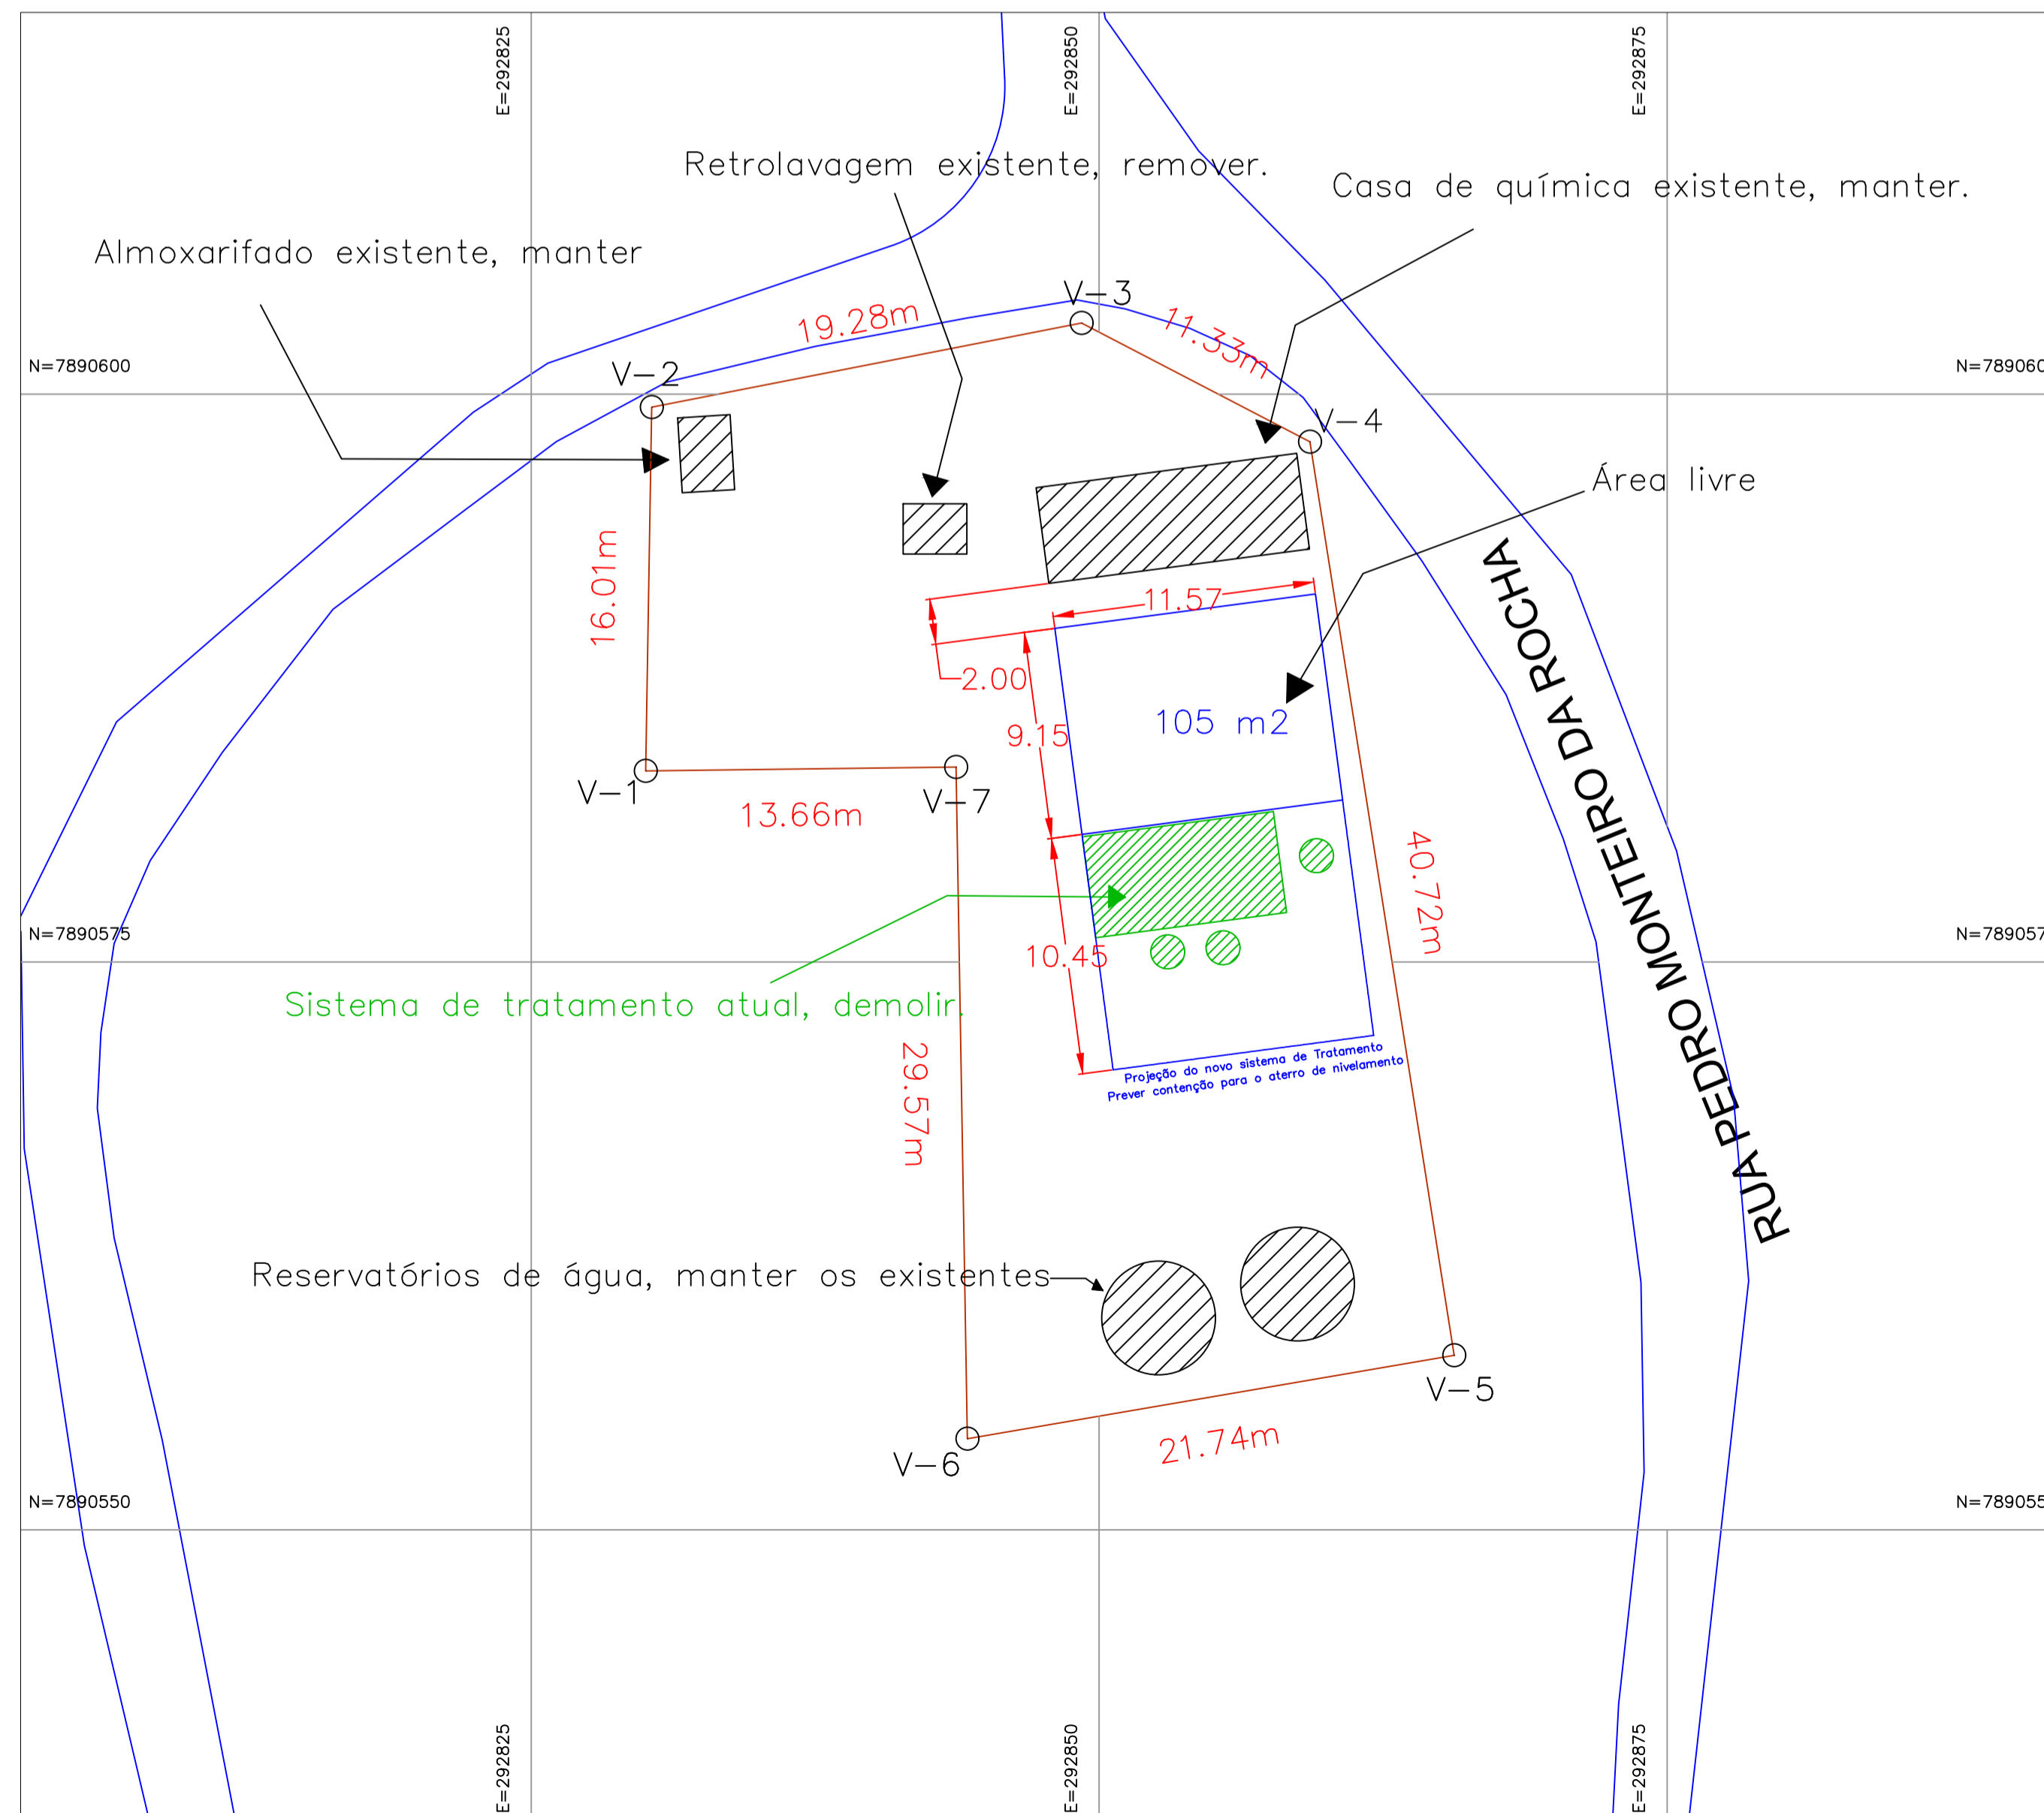 E=292825
E=292850
E=292875
Retrolavagem existente, remover.
Casa de química existente, manter.
Almoxarifado existente, manter
V-3
19.28m
11.33m
N=7890600
N=789060
V-2
V-4
Área livre
16.01m
11.57
2.00
9.15
105 m2
V-1
V-7
13.66m
RUA PEDRO MONTEIRO DA ROCHA
40.72m
N=7890575
N=789057
10.45
Sistema de tratamento atual, demolir.
29.57m
Projeção do novo sistema de Tratamento
Prever contenção para o aterro de nivelamento
Reservatórios de água, manter os existentes
V-5
21.74m
V-6
N=7890550
N=789055
E=292825
E=292850
E=292875